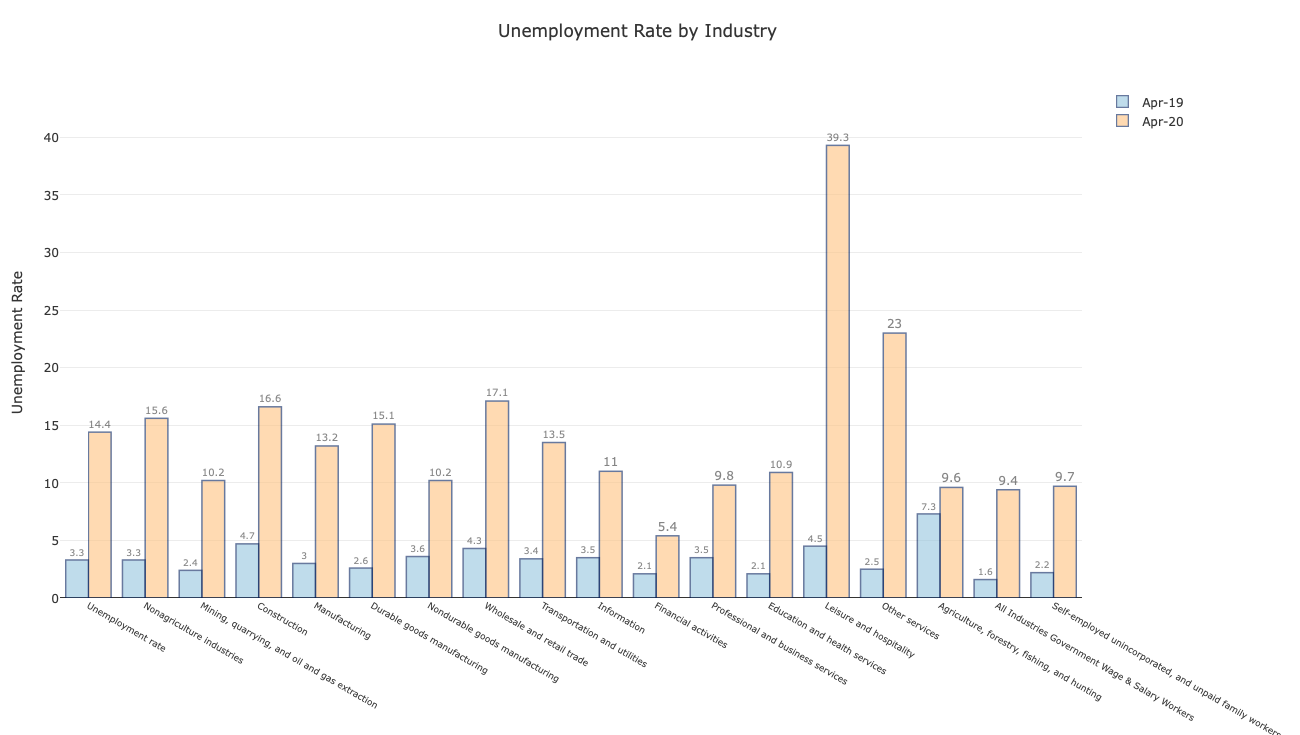 Unemployment Rate by Industry
Apr-19
Apr-20
Unemployment Rate
40
35
30
25
20
15
10
5
0
3.3
14.4
3.3
15.6
2.4
10.2
4.7
16.6
3
13.2
2.6
15.1
3.6
10.2
4.3
17.1
3.4
13.5
3.5
11
2.1
5.4
3.5
9.8
2.1
10.9
4.5
39.3
2.5
23
7.3
9.6
1.6
9.4
2.2
9.7
Unemployment rate
Nonagriculture industries
Mining, quarrying, and oil and gas extraction
Construction
Manufacturing
Durable goods manufacturing
Nondurable goods manufacturing
Wholesale and retail trade
Transportation and utilities
Information
Financial activities
Professional and business services
Education and health services
Leisure and hospitality
Other services
Agriculture, forestry, fishing, and hunting
All Industries Government Wage & Salary Workers
Self-employed unincorporated, and unpaid family workers